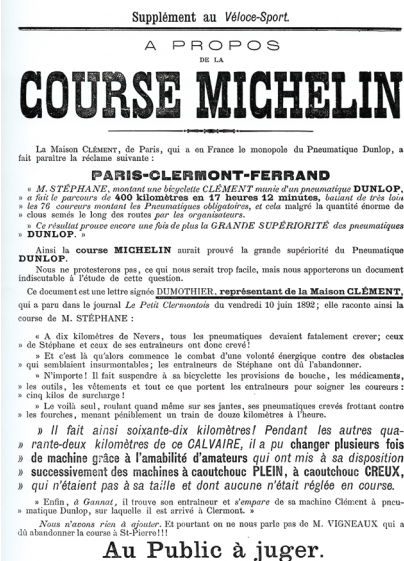 Supplément au Véloce-Sport.
A PROPOS
DE LA
COURSE MICHELIN
La Maison CLÉMENT, de Paris, qui a en France le monopole du Pneumatique Dunlop, a
fait paraître la réclame suivante :
PARIS-CLERMONT-FERRAND
» M. STÉPHANE, montant une bicyclette CLÉMENT munie d'un pneumatique DUNLOP,
» a fait le parcours de 400 kilomètres en 17 heures 12 minutes, battant de très loin
» les 76 coureurs montant les Pneumatiques obligatoires, et cela malgré la quantité énorme de
» clous semés le long des routes par les organisateurs.
» Ce résultat prouve encore une fois de plus la GRANDE SUPÉRIORITÉ des pneumatiques
» DUNLOP. »
Ainsi la course MICHELIN aurait prouvé la grande supériorité du Pneumatique
DUNLOP.
Nous ne protesterons pas, ce qui nous serait trop facile, mais nous apporterons un document
indiscutable à l'étude de cette question.
Ce document est une lettre signée DUMOTHIER, représentant de la Maison CLÉMENT,
qui a paru dans le journal Le Petit Clermontois du vendredi 10 juin 1892 ; elle raconte ainsi la
course de M. STÉPHANE :
« A dix kilomètres de Nevers, tous les pneumatiques devaient fatalement crever; ceux
» de Stéphane et ceux de ses entraîneurs ont donc crevé!
» Et c'est là qu'alors commence le combat d'une volonté énergique contre des obstacles
» qui semblaient insurmontables; les entraîneurs de Stéphane ont dû l'abandonner.
» N'importe! Il fait suspendre à sa bicyclette les provisions de bouche, les médicaments,
» les outils, les vêtements et tout ce que portent les entraîneurs pour soigner les coureurs :
» cinq kilos de surcharge!
» Le voilà seul, roulant quand même sur ses jantes, ses pneumatiques crevés frottant contre
» les fourches, menant péniblement un train de douze kilomètres à l'heure.
» Il fait ainsi soixante-dix kilomètres! Pendant les autres qua-
» rante-deux kilomètres de ce CALVAIRE, il a pu changer plusieurs fois
» de machine grâce à l'amabilité d'amateurs qui ont mis à sa disposition
» successivement des machines à caoutchouc PLEIN, à caoutchouc CREUX,
» qui n'étaient pas à sa taille et dont aucune n'était réglée en course.
» Enfin, à Gannat, il trouve son entraîneur et s'empare de sa machine Clément à pneu-
» matique Dunlop, sur laquelle il est arrivé à Clermont. »
Nous n'avons rien à ajouter. Et pourtant on ne nous parle pas de M. VIGNEAUX qui a
dû abandonner la course à St-Pierre!!!
Au Public à juger.